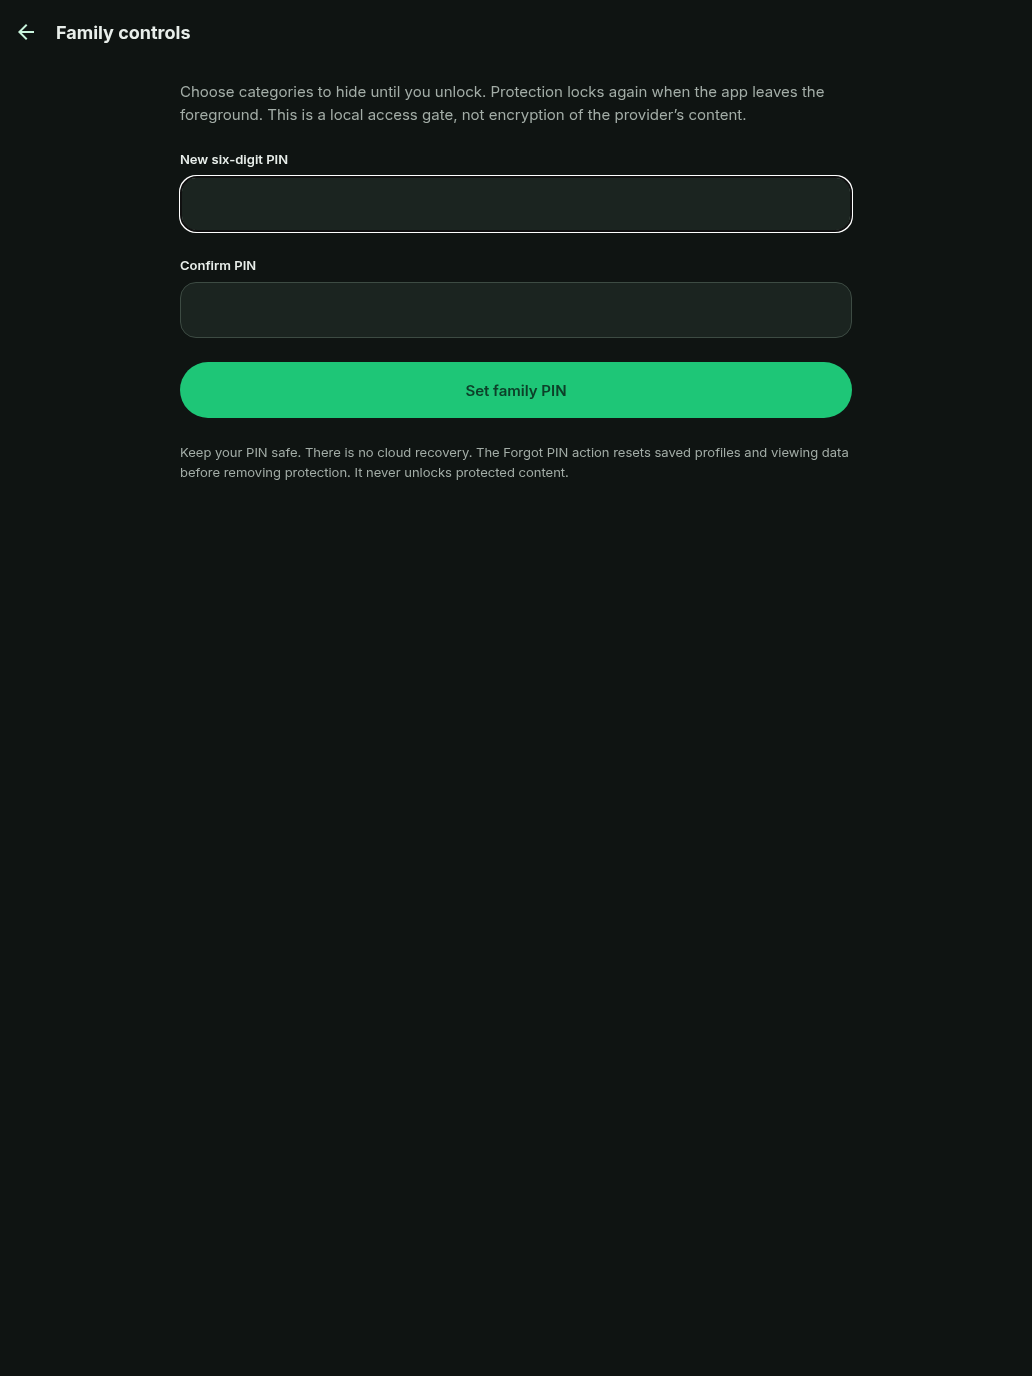 Family controls
Choose categories to hide until you unlock. Protection locks again when the app leaves the
foreground. This is a local access gate, not encryption of the provider’s content.
New six-digit PIN
Confirm PIN
Set family PIN
Keep your PIN safe. There is no cloud recovery. The Forgot PIN action resets saved profiles and viewing data
before removing protection. It never unlocks protected content.